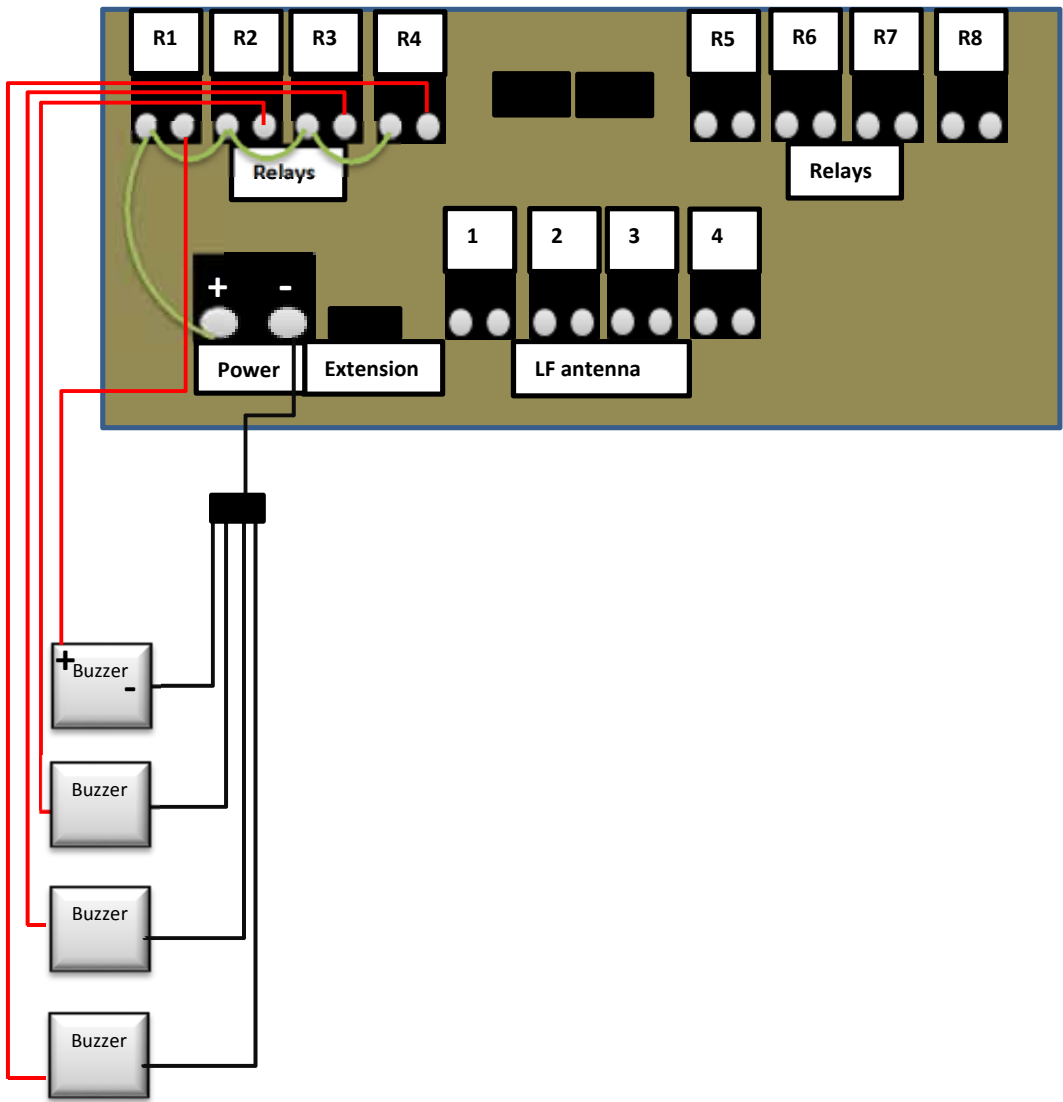 R1 R2 R3 R4 R5 R6 R7 R8
Relays Relays
1 2 3 4
+ -
Power Extension LF antenna
+
Buzzer
-
Buzzer
Buzzer
Buzzer